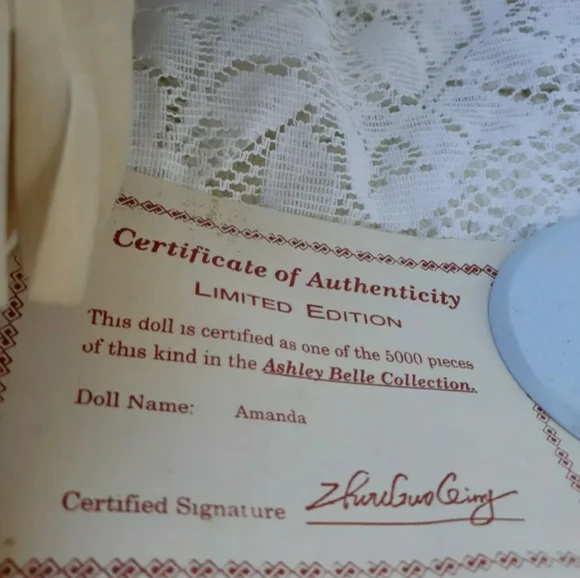 Certificate of Authenticity
LIMITED EDITION
This doll is certified as one of the 5000 pieces
of this kind in the Ashley Belle Collection.
Doll Name: Amanda
Certified Signature